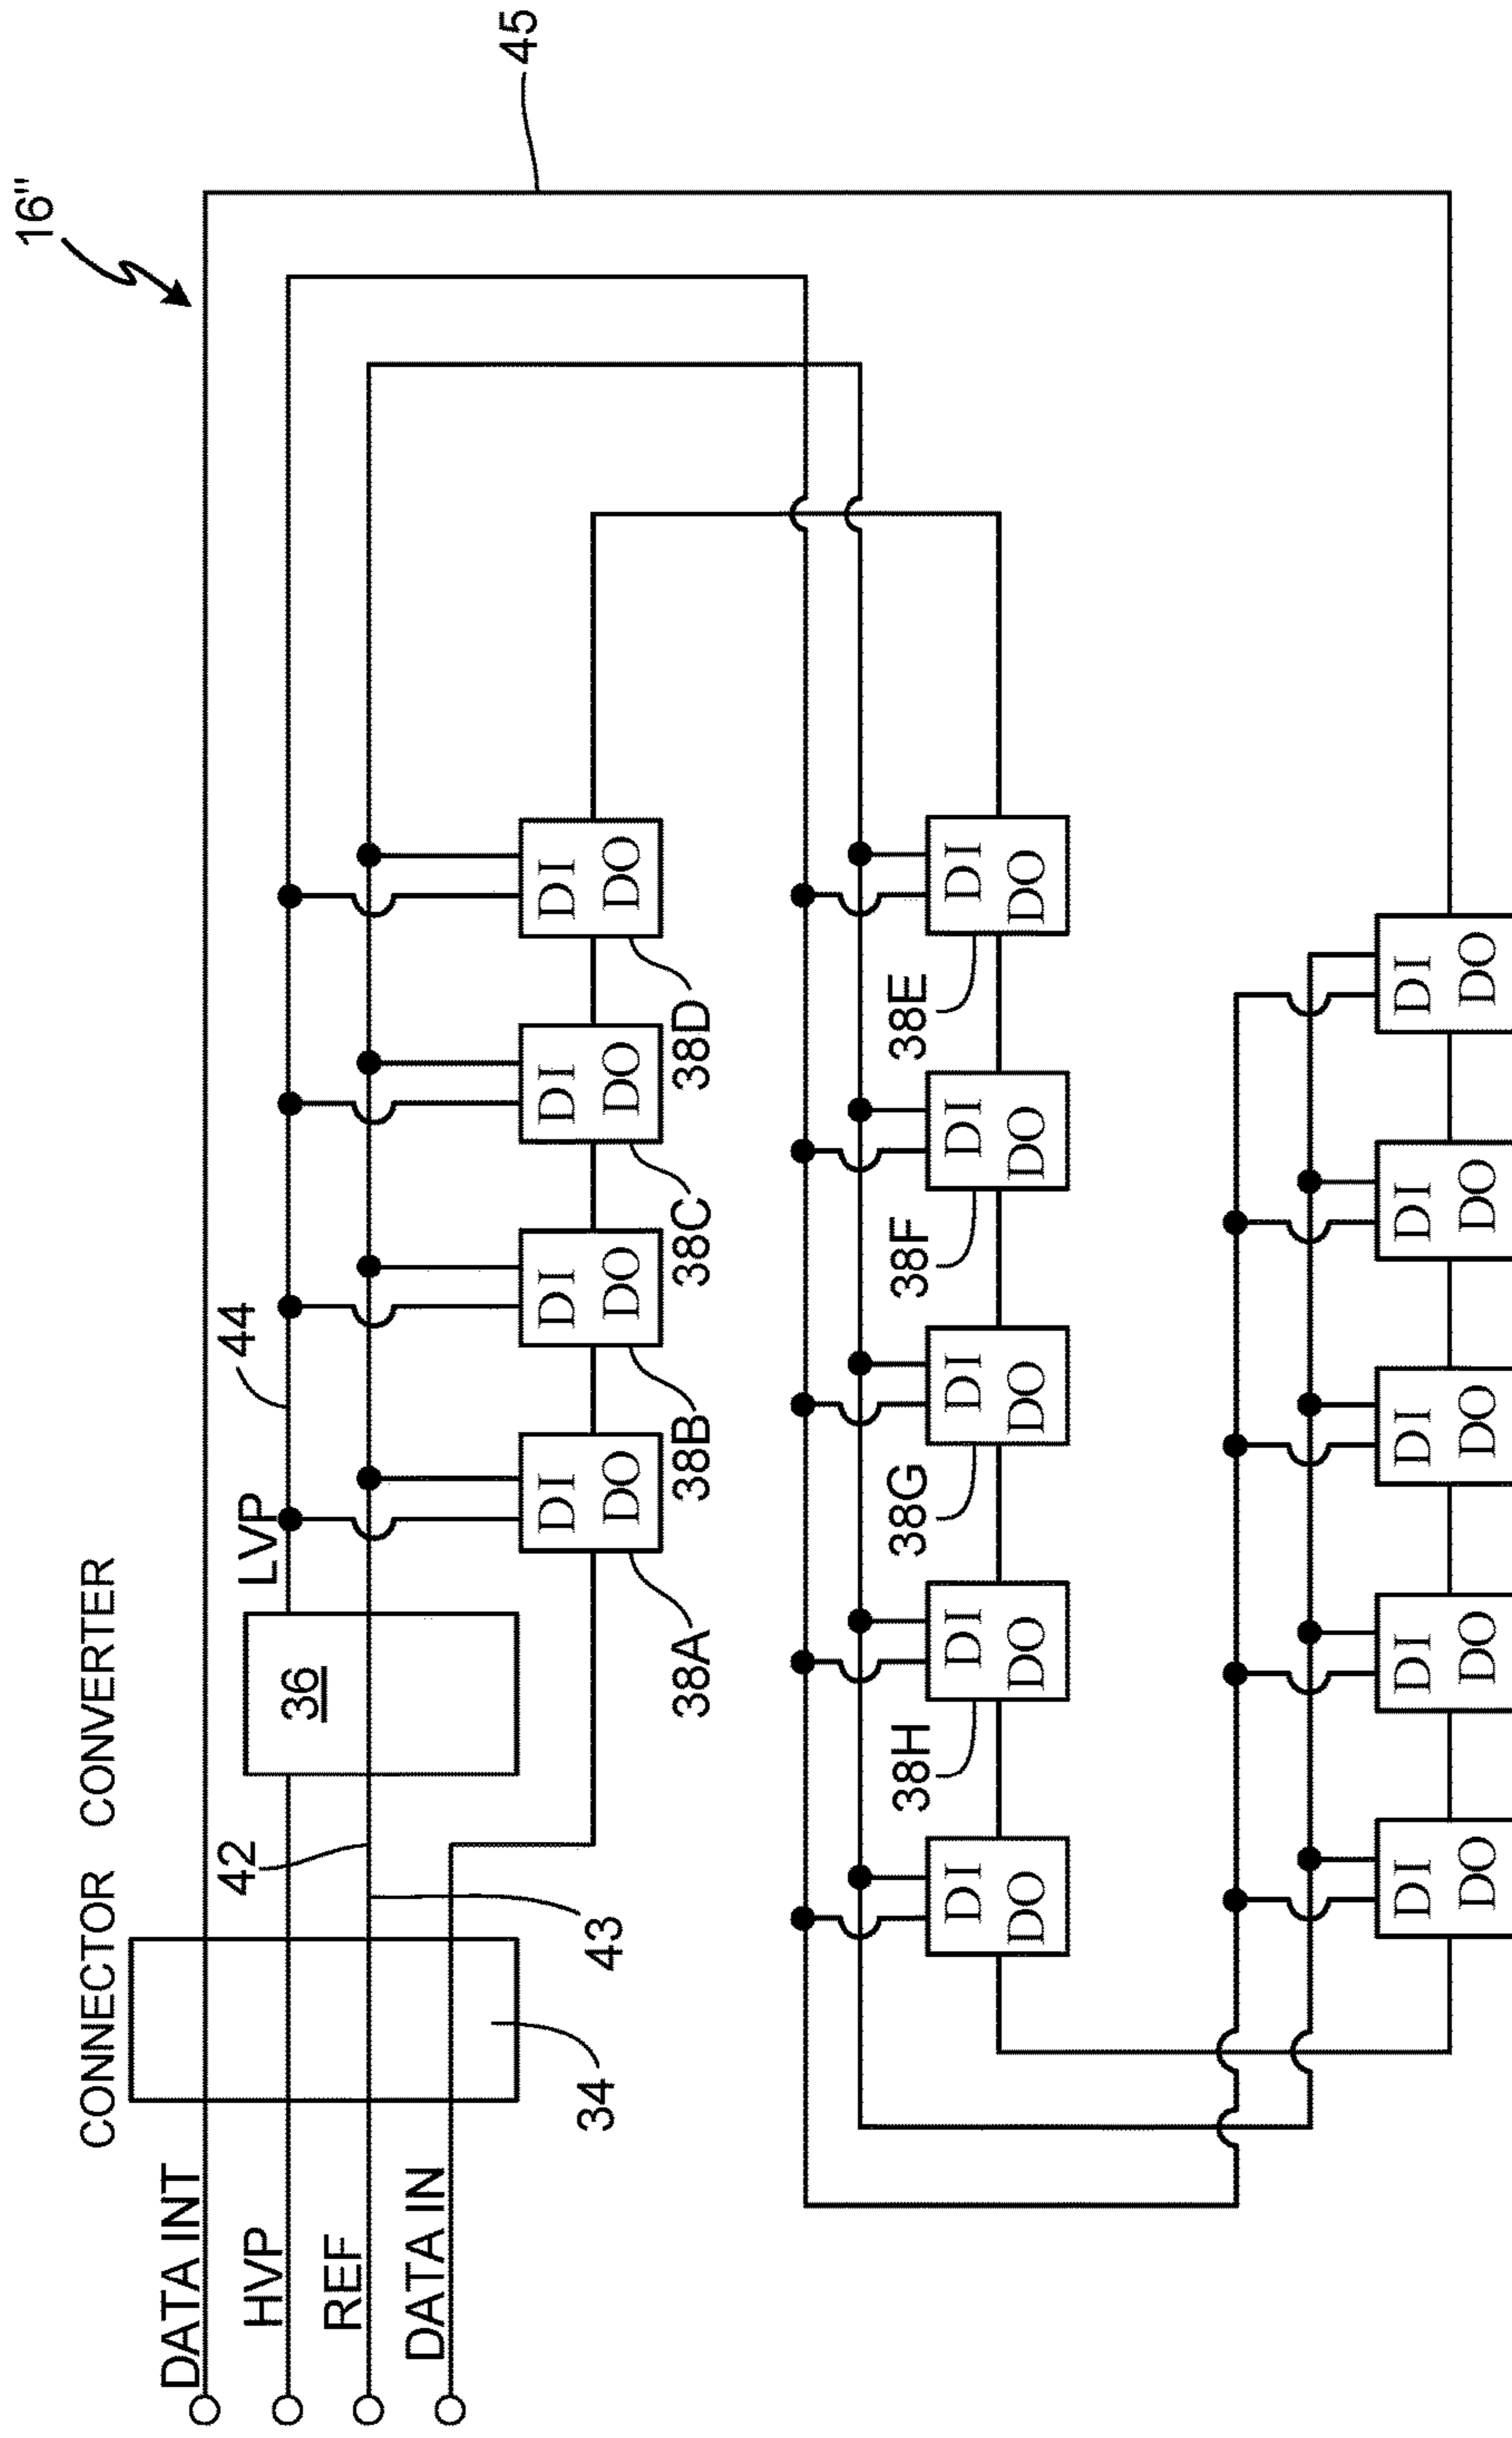 16"
45
CONNECTOR CONVERTER
DATA INT
HVP
REF
DATA IN
42
43
34
36
LVP
44
DI
DO
38A
DI
DO
38B
DI
DO
38C
DI
DO
38D
DI
DO
38E
DI
DO
38F
DI
DO
38G
DI
DO
38H
DI
DO
DI
DO
DI
DO
DI
DO
DI
DO
DI
DO